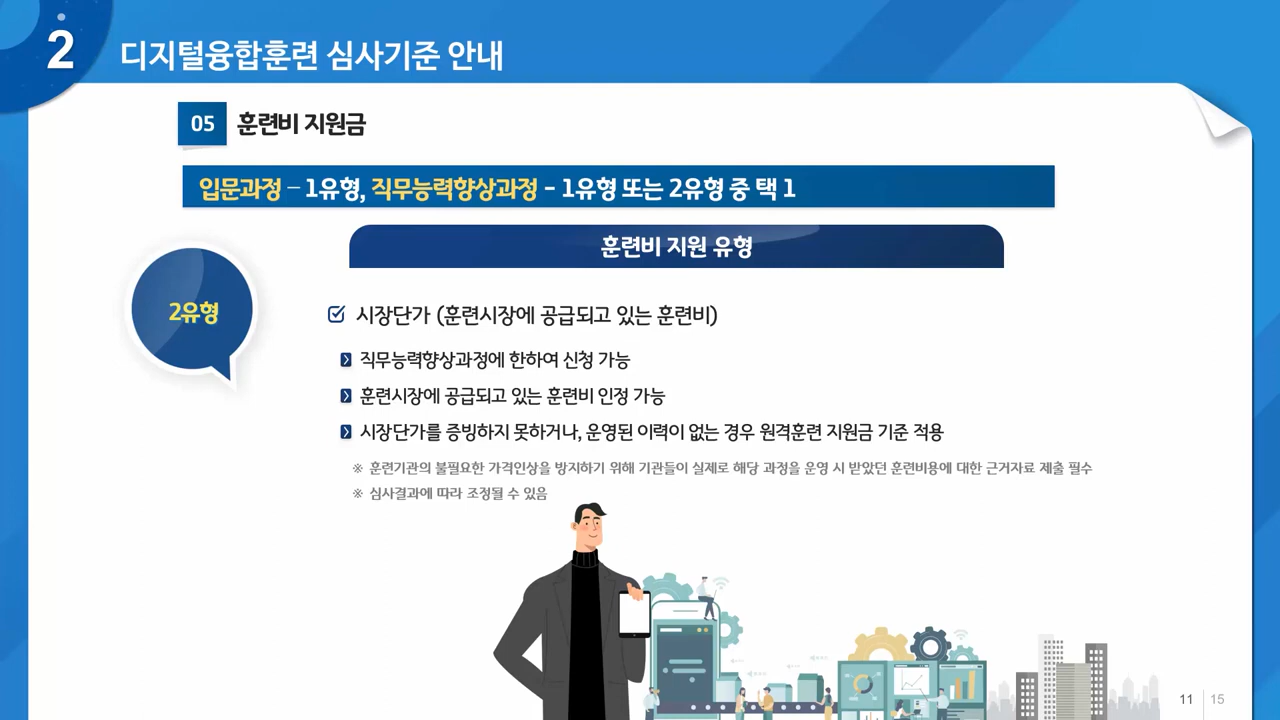 2
디지털융합훈련 심사기준 안내
05 훈련비 지원금
입문과정 – 1유형, 직무능력향상과정 - 1유형 또는 2유형 중 택 1
훈련비 지원 유형
2유형
시장단가 (훈련시장에 공급되고 있는 훈련비)
직무능력향상과정에 한하여 신청 가능
훈련시장에 공급되고 있는 훈련비 인정 가능
시장단가를 증빙하지 못하거나, 운영된 이력이 없는 경우 원격훈련 지원금 기준 적용
※ 훈련기관의 불필요한 가격인상을 방지하기 위해 기관들이 실제로 해당 과정을 운영 시 받았던 훈련비용에 대한 근거자료 제출 필수
※ 심사결과에 따라 조정될 수 있음
11 15